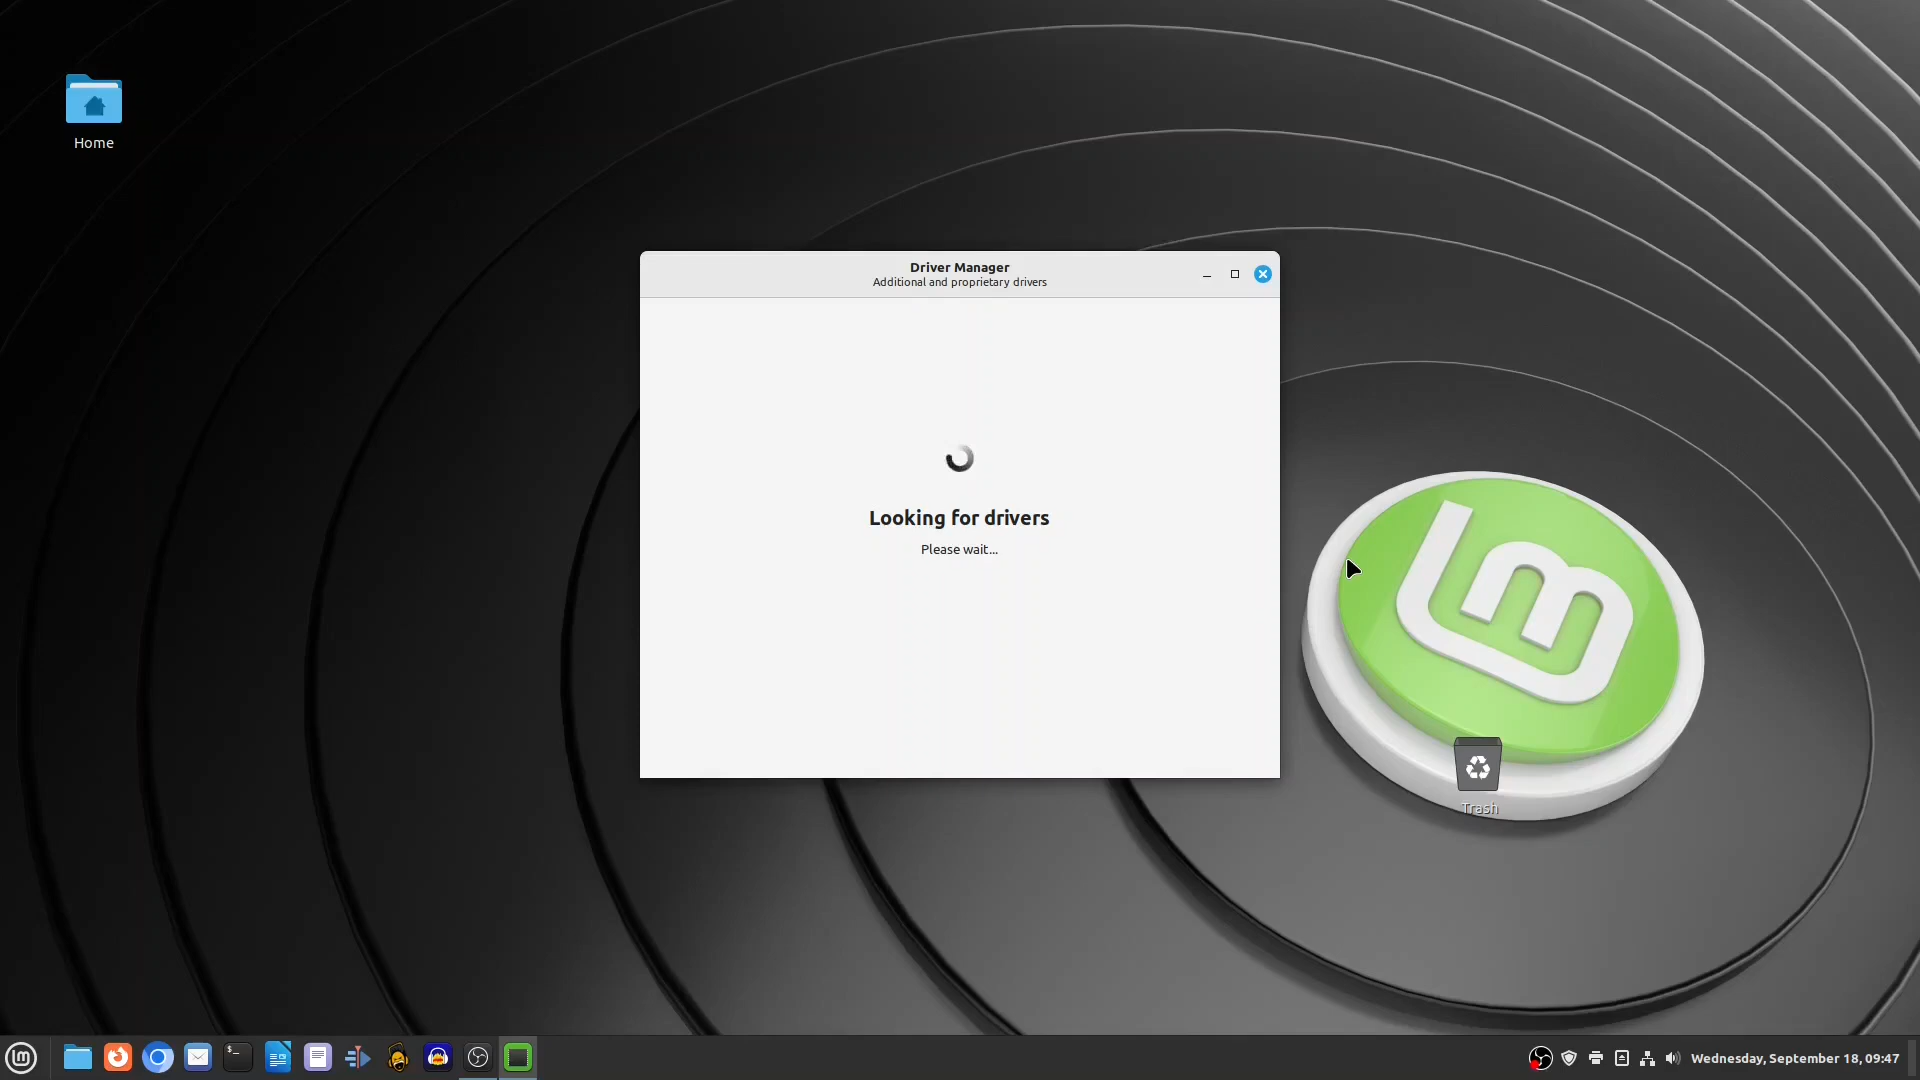 Home
Driver Manager
Additional and proprietary drivers
Looking for drivers
Please wait...
Trash
Wednesday, September 18, 09:47